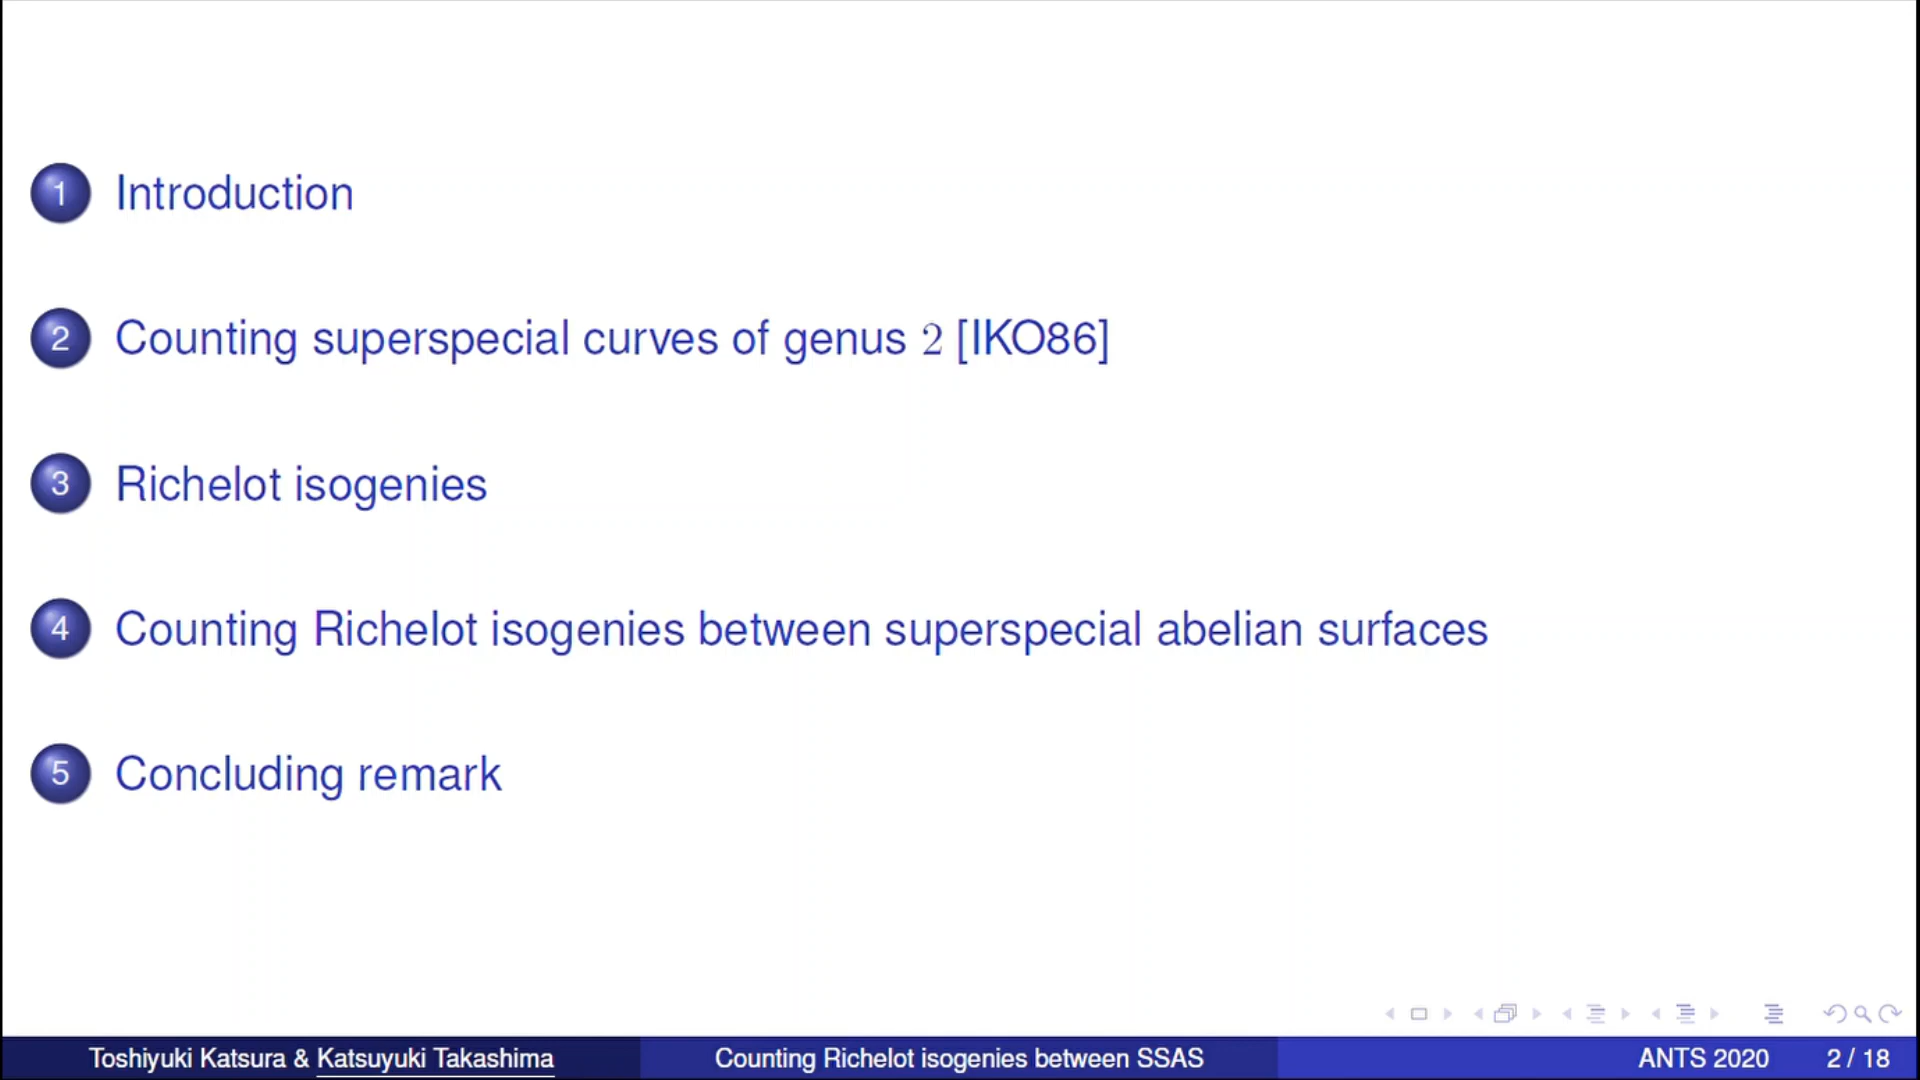 1 Introduction
2 Counting superspecial curves of genus 2 [IKO86]
3 Richelot isogenies
4 Counting Richelot isogenies between superspecial abelian surfaces
5 Concluding remark
Toshiyuki Katsura & Katsuyuki Takashima Counting Richelot isogenies between SSAS ANTS 2020 2 / 18